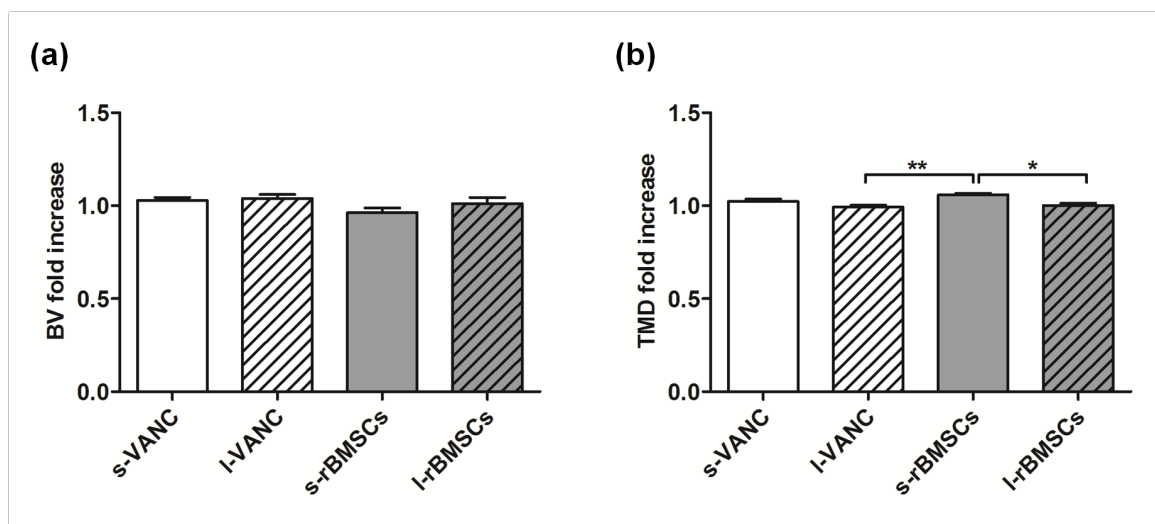 (a)
BV fold increase
1.5
1.0
0.5
0.0
s-VANC
l-VANC
s-rBMSCs
l-rBMSCs
(b)
TMD fold increase
1.5
1.0
0.5
0.0
**
*
s-VANC
l-VANC
s-rBMSCs
l-rBMSCs